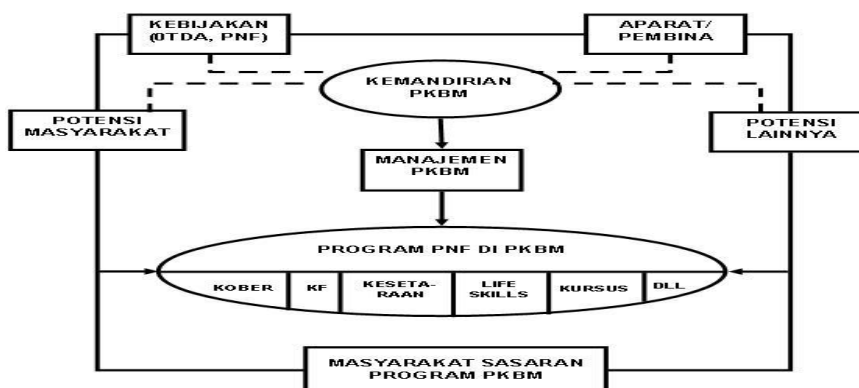 KEBIJAKAN
(OTDA, PNF)
APARAT/
PEMBINA
KEMANDIRIAN
PKBM
POTENSI
MASYARAKAT
POTENSI
LAINNYA
MANAJEMEN
PKBM
PROGRAM PNF DI PKBM
KOBER
KF
KESETA-
RAAN
LIFE
SKILLS
KURSUS
DLL
MASYARAKAT SASARAN
PROGRAM PKBM